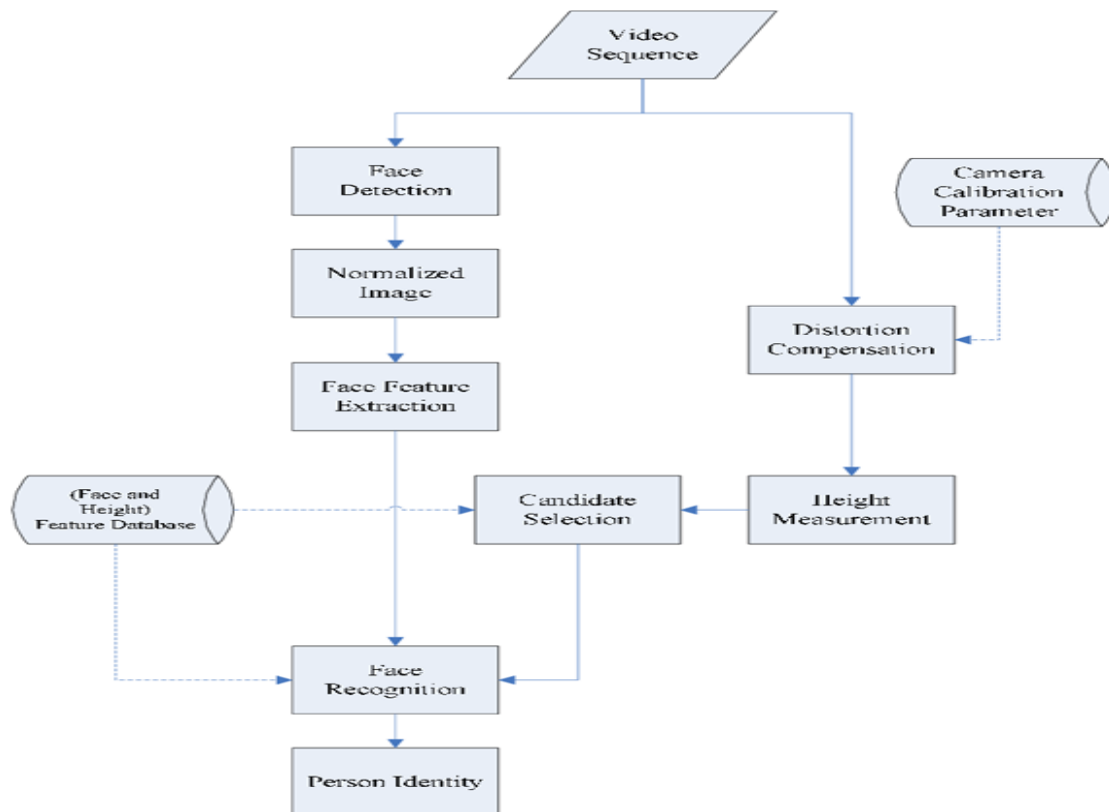 Video
Sequence
Face
Detection
Camera
Calibration
Parameter
Normalized
Image
Distortion
Compensation
Face Feature
Extraction
(Face and
Height)
Feature Database
Candidate
Selection
Height
Measurement
Face
Recognition
Person Identity